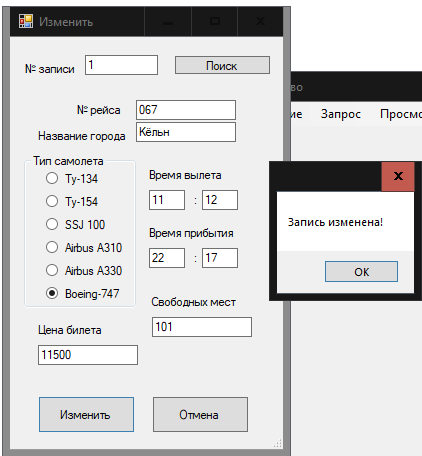 Изменить
№ записи
1
Поиск
№ рейса
067
Название города
Кёльн
Тип самолета
Ту-134
Ту-154
SSJ 100
Airbus A310
Airbus A330
Boeing-747
Время вылета
11 : 12
Время прибытия
22 : 17
Свободных мест
101
Цена билета
11500
Изменить
Отмена
во
ие Запрос Просмо
Запись изменена!
OK